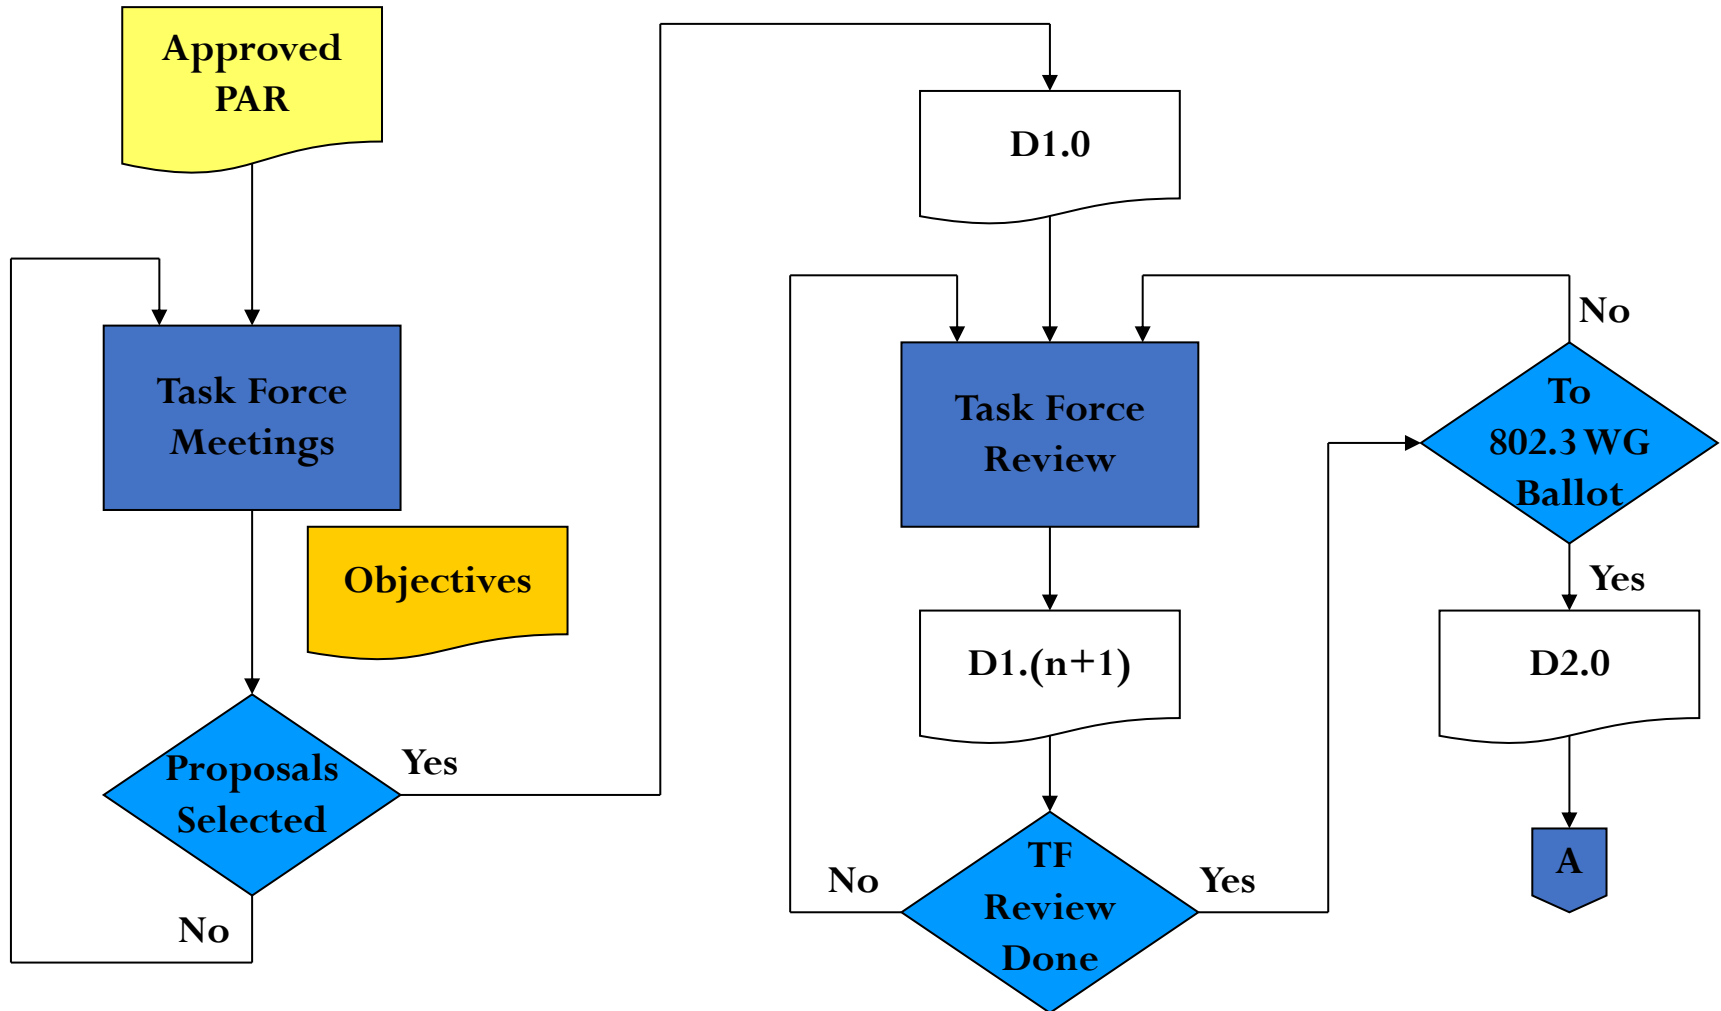 Approved
PAR
Task Force
Meetings
Objectives
Proposals
Selected
Yes
No
D1.0
Task Force
Review
D1.(n+1)
TF
Review
Done
No
Yes
To
802.3 WG
Ballot
No
Yes
D2.0
A